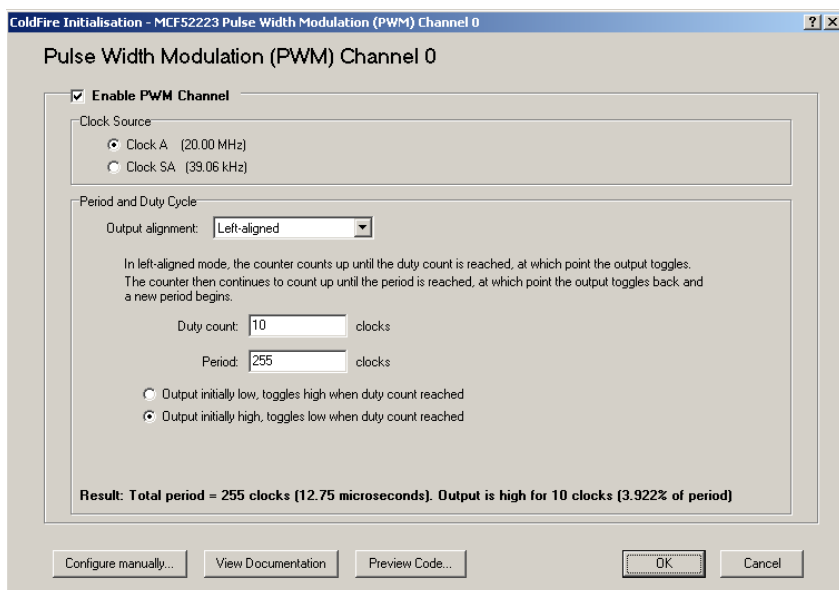 ColdFire Initialisation - MCF52223 Pulse Width Modulation (PWM) Channel 0
Pulse Width Modulation (PWM) Channel 0
Enable PWM Channel
Clock Source
Clock A (20.00 MHz)
Clock SA (39.06 kHz)
Period and Duty Cycle
Output alignment: Left-aligned
In left-aligned mode, the counter counts up until the duty count is reached, at which point the output toggles.
The counter then continues to count up until the period is reached, at which point the output toggles back and
a new period begins.
Duty count: 10 clocks
Period: 255 clocks
Output initially low, toggles high when duty count reached
Output initially high, toggles low when duty count reached
Result: Total period = 255 clocks (12.75 microseconds). Output is high for 10 clocks (3.922% of period)
Configure manually... View Documentation Preview Code... OK Cancel